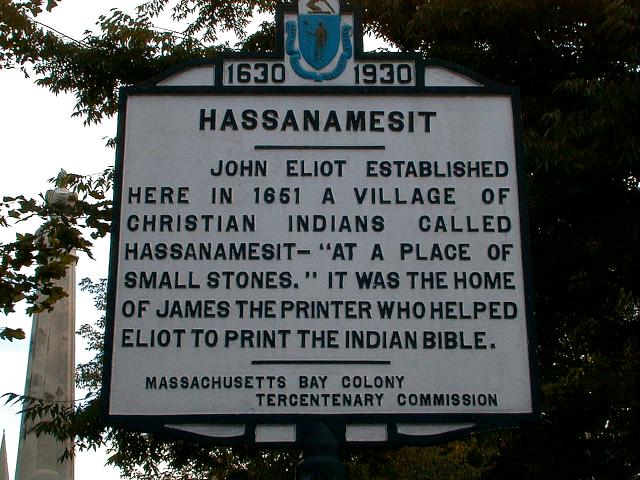 1630 1930
HASSANAMESIT
JOHN ELIOT ESTABLISHED
HERE IN 1651 A VILLAGE OF
CHRISTIAN INDIANS CALLED
HASSANAMESIT— "AT A PLACE OF
SMALL STONES." IT WAS THE HOME
OF JAMES THE PRINTER WHO HELPED
ELIOT TO PRINT THE INDIAN BIBLE.
MASSACHUSETTS BAY COLONY
TERCENTENARY COMMISSION